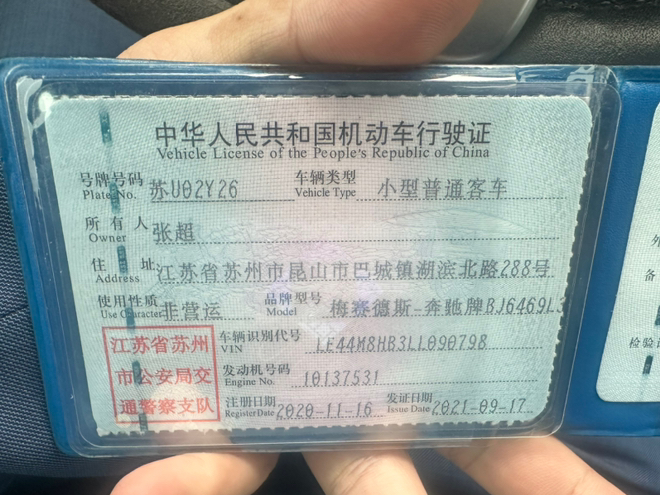 中华人民共和国机动车行驶证
Vehicle License of the People's Republic of China
号牌号码 Plate No. 苏U02Y26 车辆类型 Vehicle Type 小型普通客车
所有人 Owner 张超
住址 Address 江苏省苏州市昆山市巴城镇湖滨北路288号
使用性质 Use Character 非营运 品牌型号 Model 梅赛德斯-奔驰牌BJ6469L3
江苏省苏州
市公安局交
通警察支队
车辆识别代号 VIN LE44M8HB3LL090798
发动机号码 Engine No. 10137531
注册日期 Register Date 2020-11-16 发证日期 Issue Date 2021-09-17
备
检验